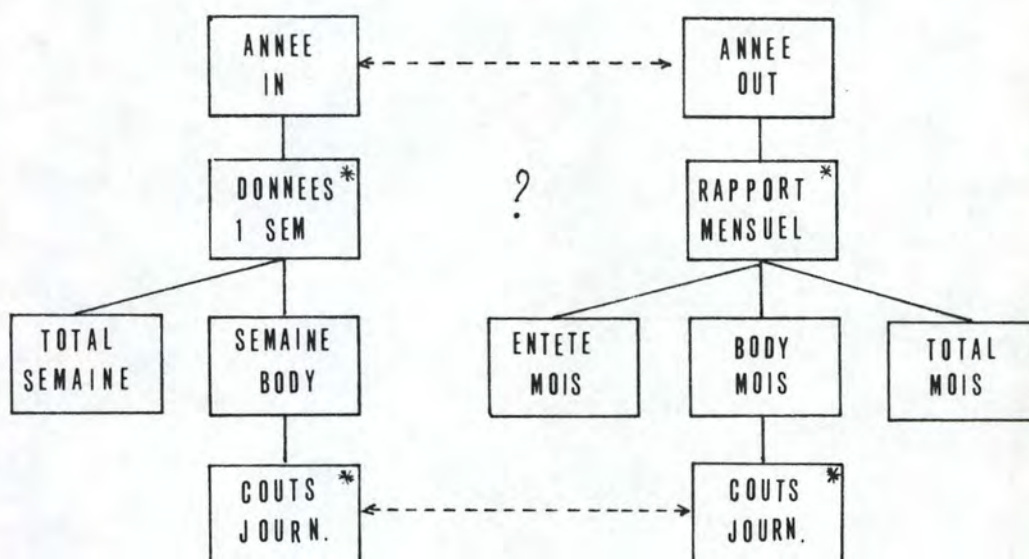 ANNEE
IN
ANNEE
OUT
DONNEES *
1 SEM
?
RAPPORT *
MENSUEL
TOTAL
SEMAINE
SEMAINE
BODY
ENTETE
MOIS
BODY
MOIS
TOTAL
MOIS
COUTS *
JOURN.
COUTS *
JOURN.